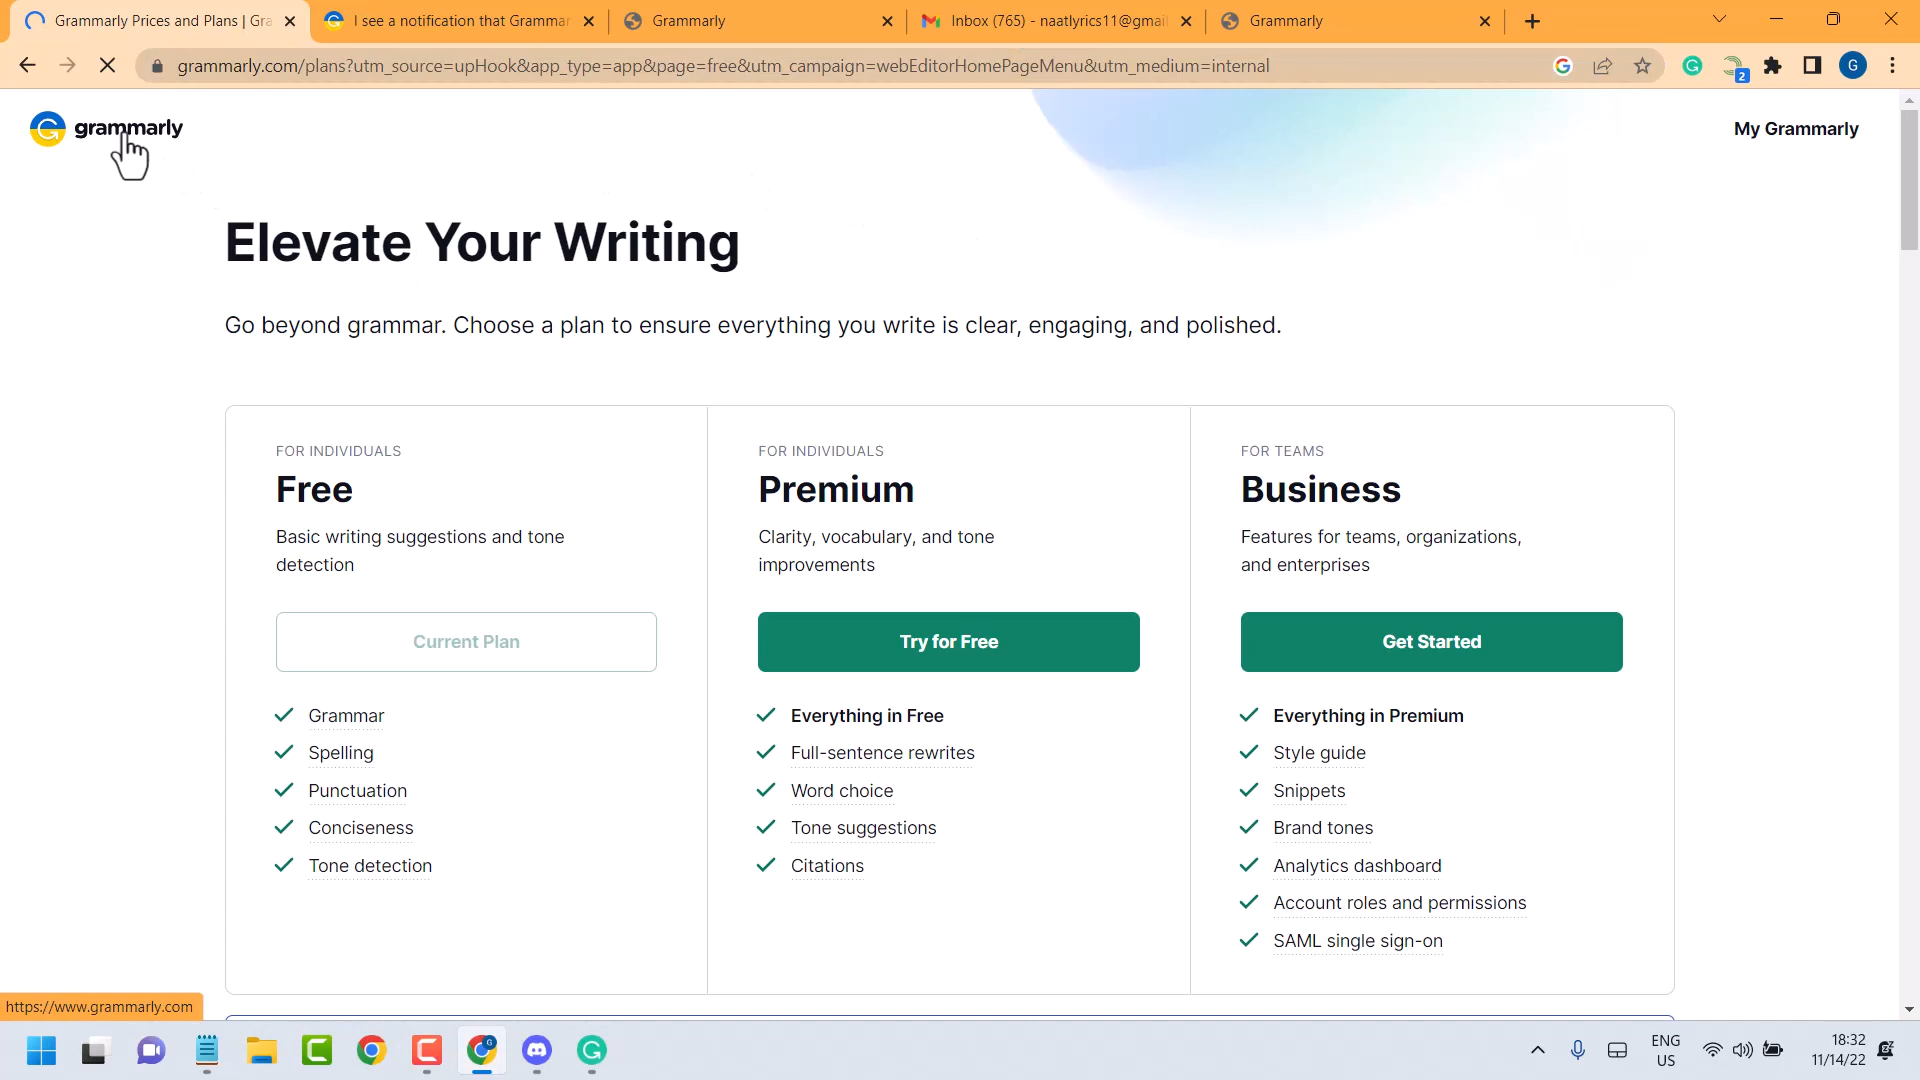 Grammarly Prices and Plans | Gra
I see a notification that Grammar
Grammarly
Inbox (765) - naatlyrics11@gmai
Grammarly
grammarly.com/plans?utm_source=upHook&app_type=app&page=free&utm_campaign=webEditorHomePageMenu&utm_medium=internal
2
G
grammarly
My Grammarly
Elevate Your Writing
Go beyond grammar. Choose a plan to ensure everything you write is clear, engaging, and polished.
FOR INDIVIDUALS
Free
Basic writing suggestions and tone
detection
Current Plan
Grammar
Spelling
Punctuation
Conciseness
Tone detection
FOR INDIVIDUALS
Premium
Clarity, vocabulary, and tone
improvements
Try for Free
Everything in Free
Full-sentence rewrites
Word choice
Tone suggestions
Citations
FOR TEAMS
Business
Features for teams, organizations,
and enterprises
Get Started
Everything in Premium
Style guide
Snippets
Brand tones
Analytics dashboard
Account roles and permissions
SAML single sign-on
https://www.grammarly.com
ENG
US
18:32
11/14/22